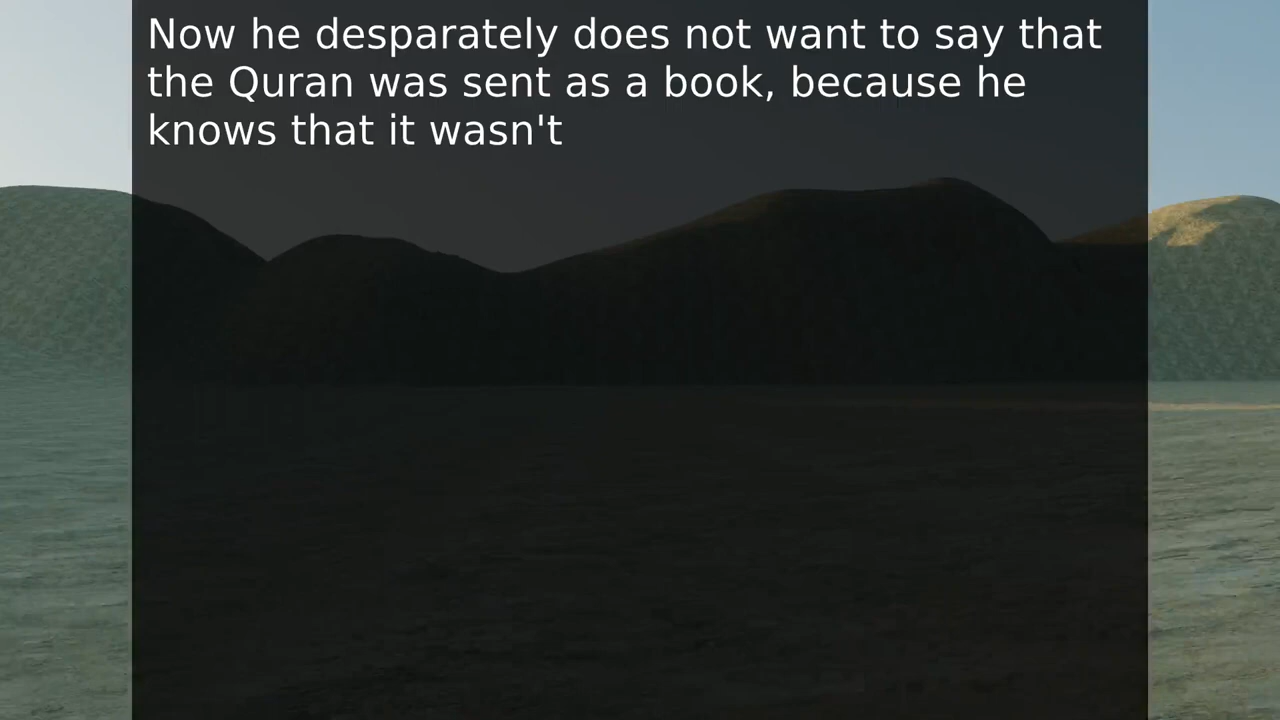 Now he desparately does not want to say that
the Quran was sent as a book, because he
knows that it wasn't